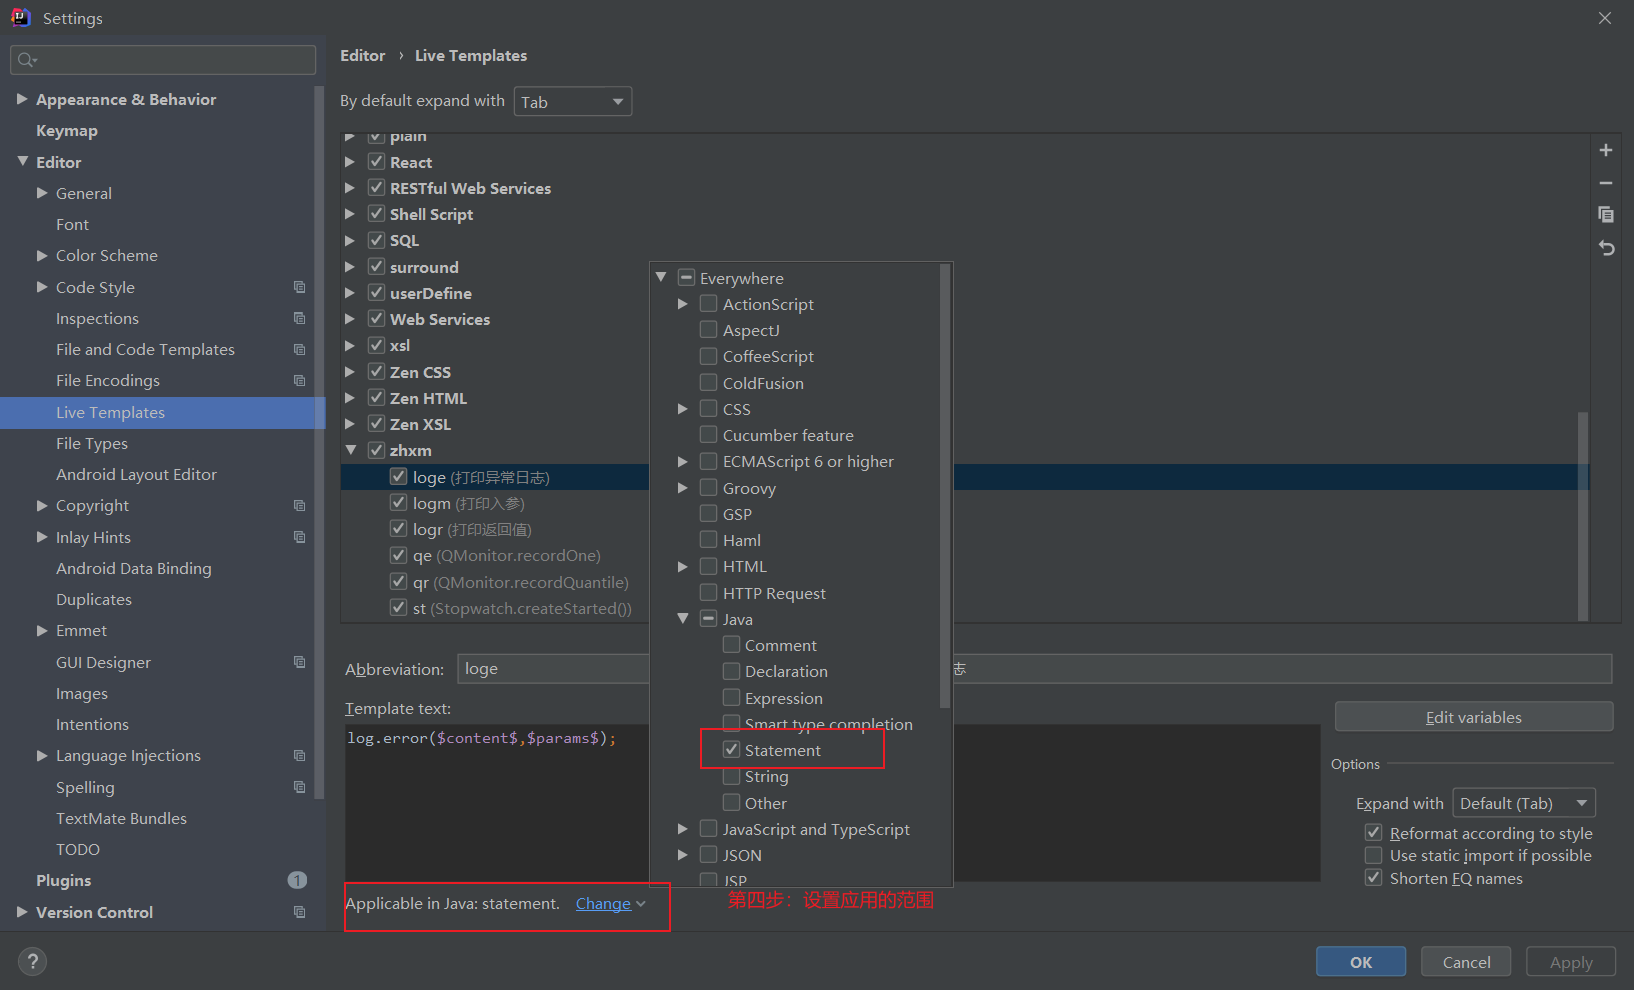 Settings
Editor › Live Templates
By default expand with Tab
Appearance & Behavior
Keymap
Editor
General
Font
Color Scheme
Code Style
Inspections
File and Code Templates
File Encodings
Live Templates
File Types
Android Layout Editor
Copyright
Inlay Hints
Android Data Binding
Duplicates
Emmet
GUI Designer
Images
Intentions
Language Injections
Spelling
TextMate Bundles
TODO
Plugins 1
Version Control
plain
React
RESTful Web Services
Shell Script
SQL
surround
userDefine
Web Services
xsl
Zen CSS
Zen HTML
Zen XSL
zhxm
loge (打印异常日志)
logm (打印入参)
logr (打印返回值)
qe (QMonitor.recordOne)
qr (QMonitor.recordQuantile)
st (Stopwatch.createStarted())
Everywhere
ActionScript
AspectJ
CoffeeScript
ColdFusion
CSS
Cucumber feature
ECMAScript 6 or higher
Groovy
GSP
Haml
HTML
HTTP Request
Java
Comment
Declaration
Expression
Smart type completion
Statement
String
Other
JavaScript and TypeScript
JSON
JSP
Abbreviation: loge
志
Template text:
log.error($content$,$params$);
Edit variables
Options
Expand with Default (Tab)
Reformat according to style
Use static import if possible
Shorten FQ names
Applicable in Java: statement. Change
第四步：设置应用的范围
?
OK
Cancel
Apply